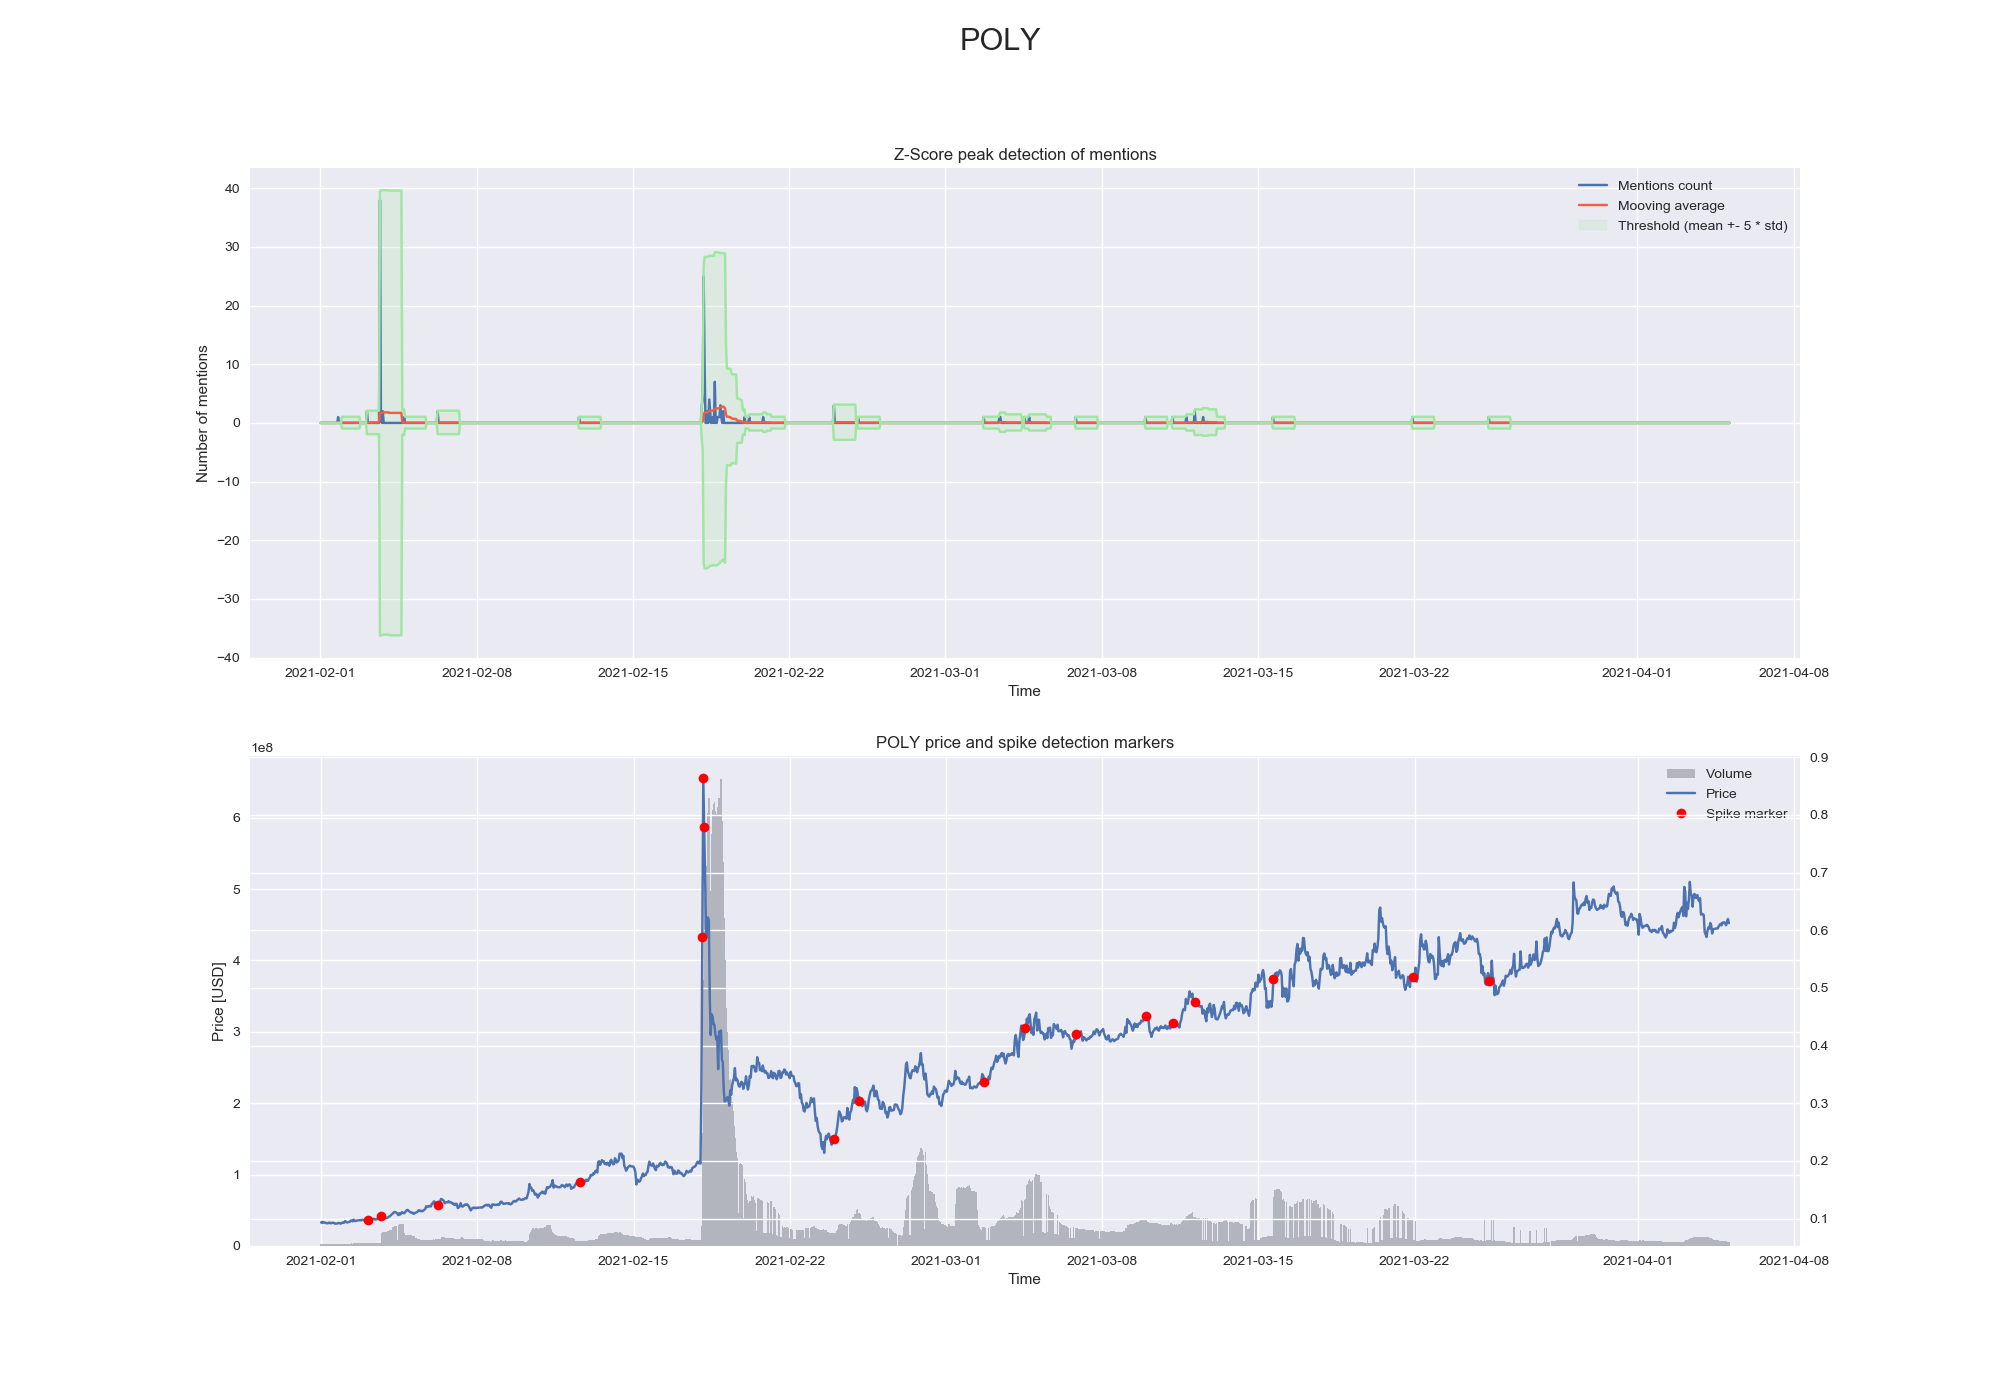 POLY
Z-Score peak detection of mentions
Mentions count
Mooving average
Threshold (mean +- 5 * std)
40
30
20
10
0
−10
−20
−30
−40
Number of mentions
2021-02-01 2021-02-08 2021-02-15 2021-02-22 2021-03-01 2021-03-08 2021-03-15 2021-03-22 2021-04-01 2021-04-08
Time
POLY price and spike detection markers
1e8
Volume
Price
Spike marker
6
5
4
3
2
1
0
Price [USD]
0.9
0.8
0.7
0.6
0.5
0.4
0.3
0.2
0.1
2021-02-01 2021-02-08 2021-02-15 2021-02-22 2021-03-01 2021-03-08 2021-03-15 2021-03-22 2021-04-01 2021-04-08
Time